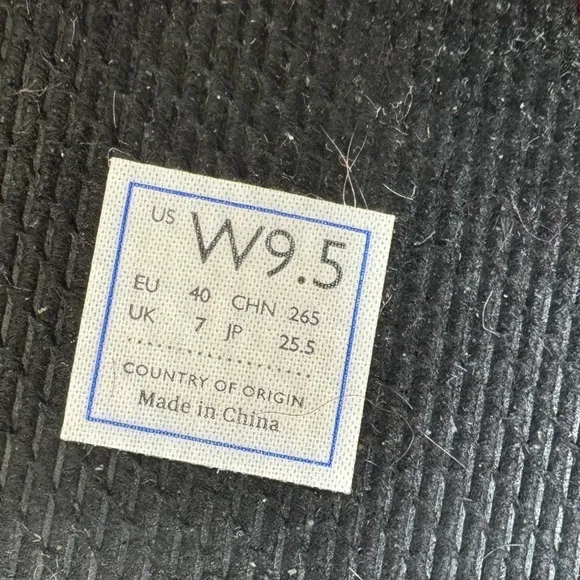 US W9.5
EU 40 CHN 265
UK 7 JP 25.5
COUNTRY OF ORIGIN
Made in China